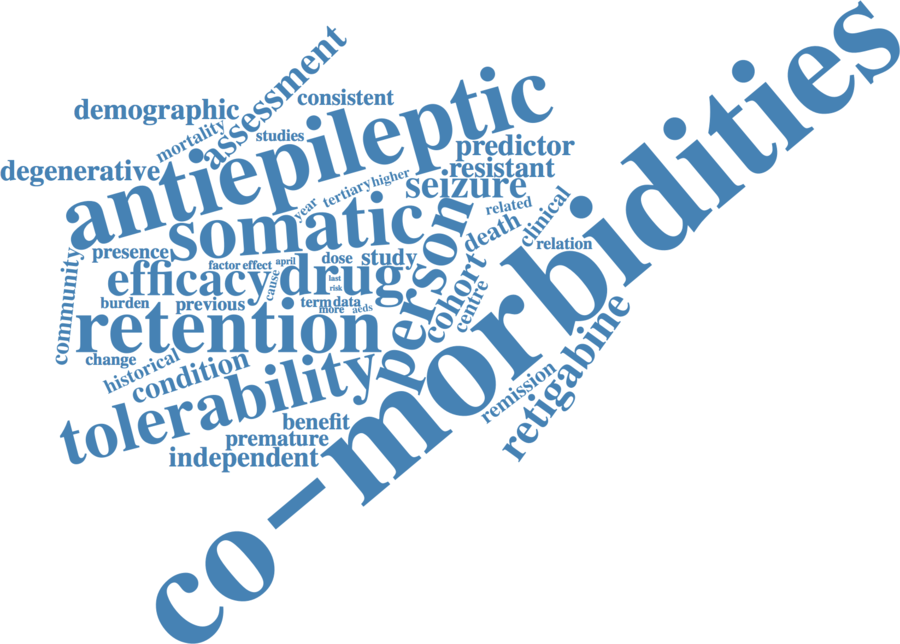 co-morbidities
antiepileptic
assessment
demographic
consistent
mortality
studies
degenerative
predictor
resistant
seizure
higher
tertiary
year
somatic
related
clinical
death
relation
person
presence
community
factor
effect
april
dose
study
efficacy
cause
drug
last
risk
cohort
centre
burden
previous
term
data
more
aeds
retention
change
historical
condition
tolerability
remission
retigabine
benefit
premature
independent